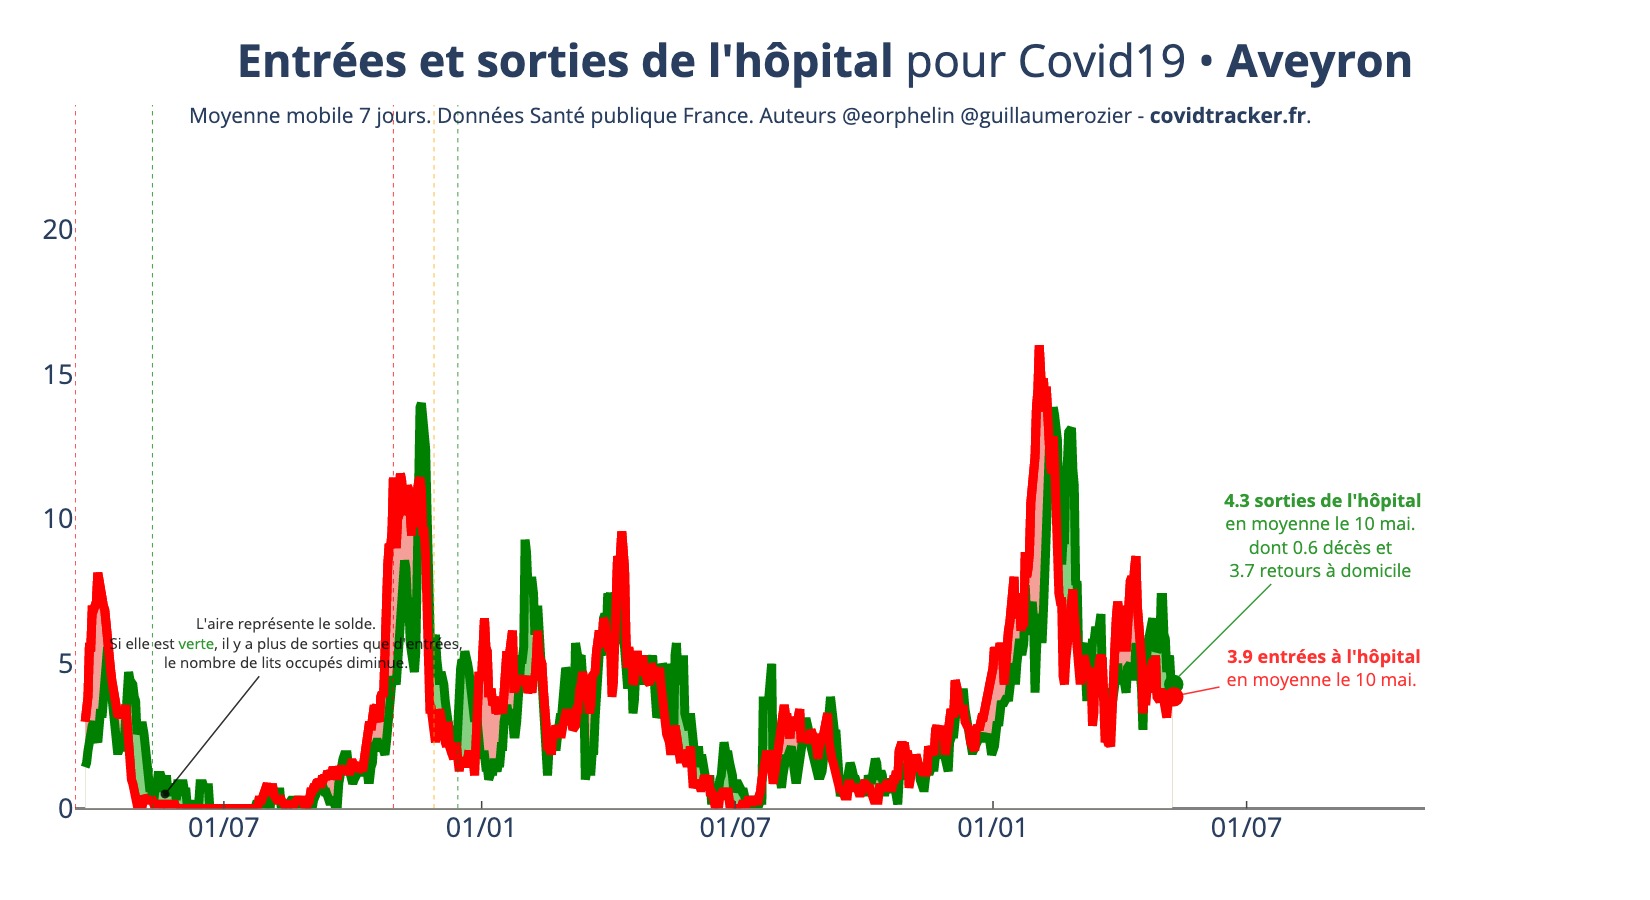 Entrées et sorties de l'hôpital pour Covid19 • Aveyron
Moyenne mobile 7 jours. Données Santé publique France. Auteurs @eorphelin @guillaumerozier - covidtracker.fr.
20
15
10
5
0
4.3 sorties de l'hôpital
en moyenne le 10 mai.
dont 0.6 décès et
3.7 retours à domicile
L'aire représente le solde.
Si elle est verte, il y a plus de sorties que d'entrées,
le nombre de lits occupés diminue.
3.9 entrées à l'hôpital
en moyenne le 10 mai.
01/07 01/01 01/07 01/01 01/07